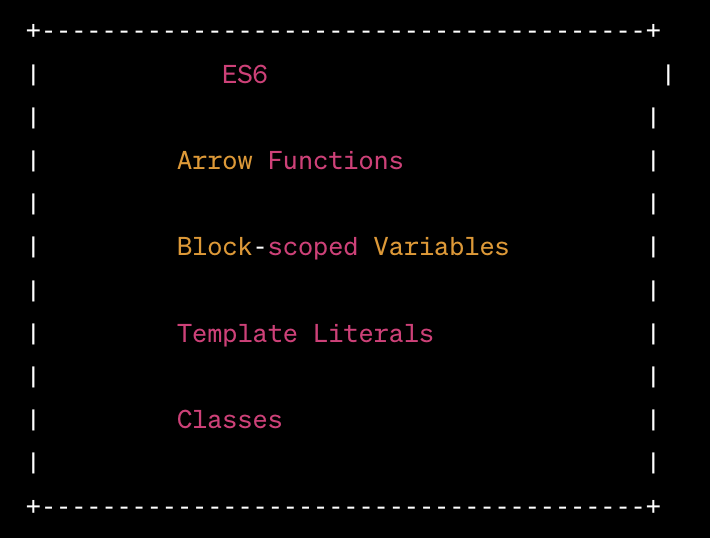 +----------------------------------------+
|            ES6                          |
|                                        |
|         Arrow Functions                |
|                                        |
|         Block-scoped Variables         |
|                                        |
|         Template Literals              |
|                                        |
|         Classes                        |
|                                        |
+----------------------------------------+